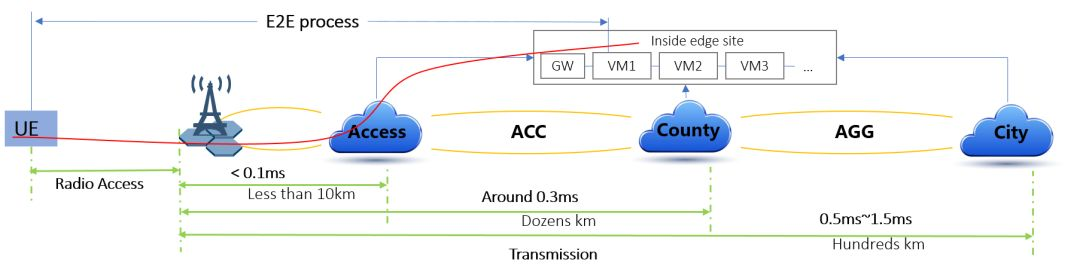 E2E process
Inside edge site
GW
VM1
VM2
VM3
...
UE
Access
ACC
County
AGG
City
Radio Access
< 0.1ms
Less than 10km
Around 0.3ms
Dozens km
0.5ms~1.5ms
Hundreds km
Transmission